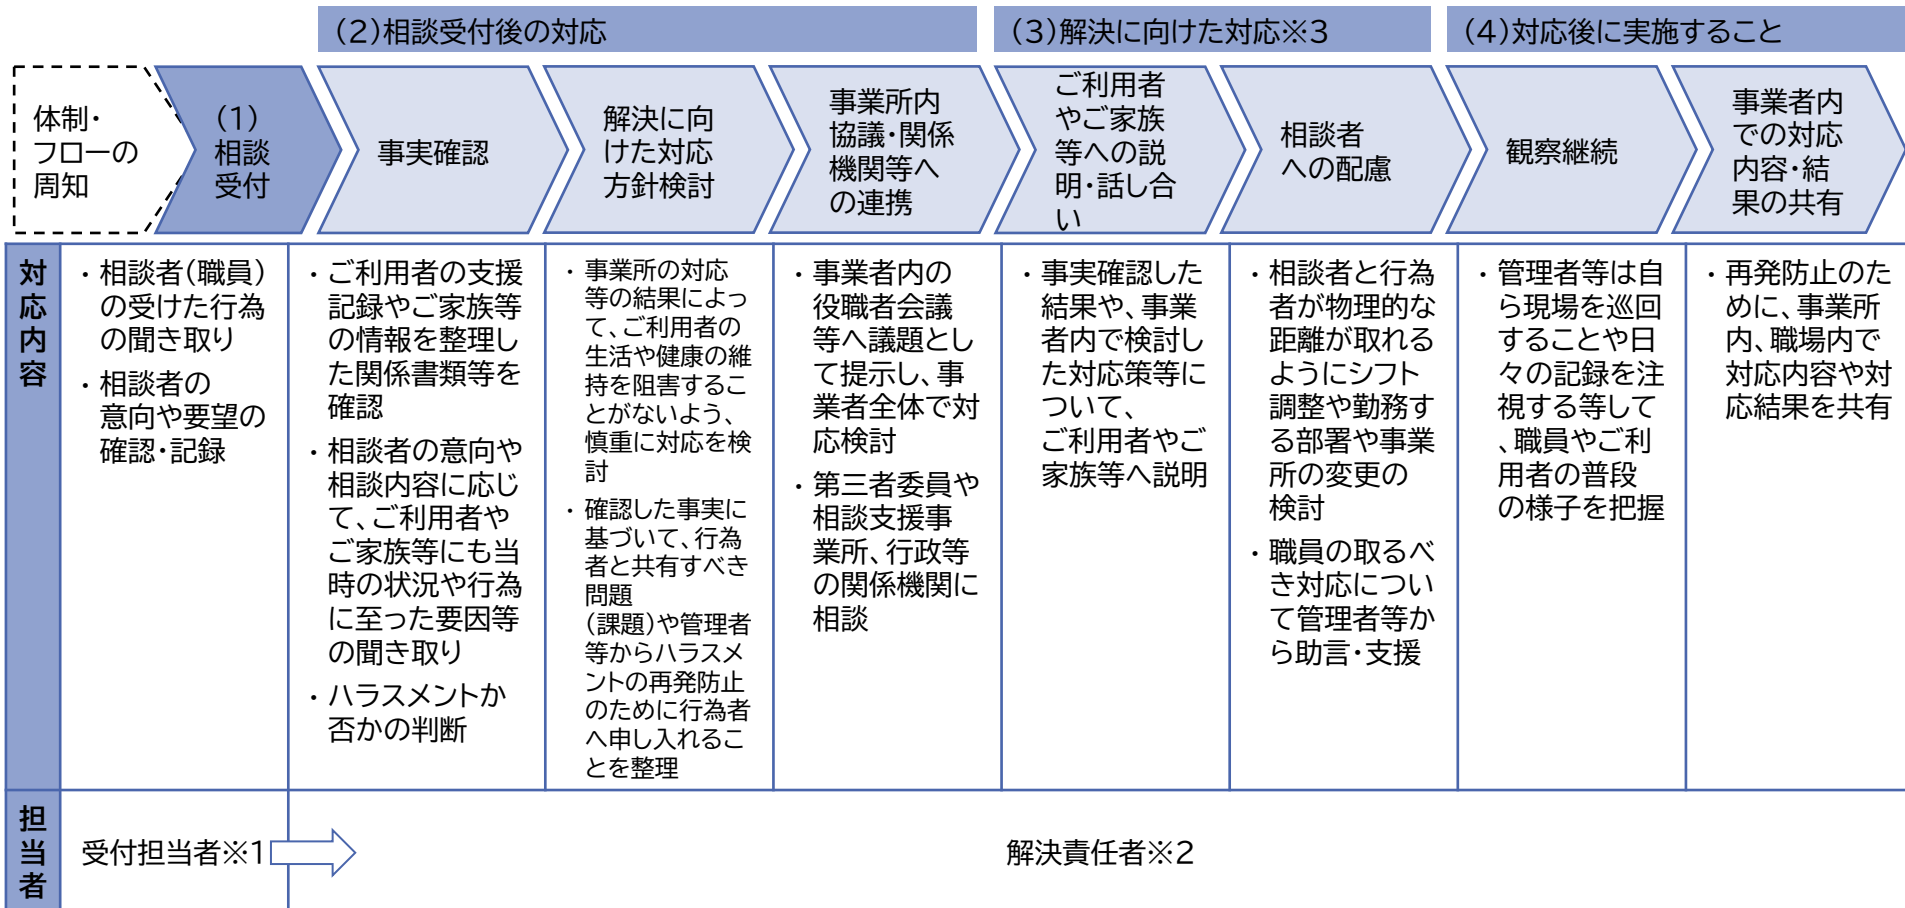 (2)相談受付後の対応
(3)解決に向けた対応※3
(4)対応後に実施すること
体制・
フローの
周知
(1)
相談
受付
事実確認
解決に向
けた対応
方針検討
事業所内
協議・関係
機関等へ
の連携
ご利用者
やご家族
等への説
明・話し合
い
相談者
への配慮
観察継続
事業者内
での対応
内容・結
果の共有
対応内容
・相談者(職員)
の受けた行為
の聞き取り
・相談者の
意向や要望の
確認・記録
・ご利用者の支援
記録やご家族等
の情報を整理し
た関係書類等を
確認
・相談者の意向や
相談内容に応じ
て、ご利用者や
ご家族等にも当
時の状況や行為
に至った要因等
の聞き取り
・ハラスメントか
否かの判断
・事業所の対応
等の結果によっ
て、ご利用者の
生活や健康の維
持を阻害するこ
とがないよう、
慎重に対応を検
討
・確認した事実に
基づいて、行為
者と共有すべき
問題
(課題)や管理者
等からハラスメ
ントの再発防止
のために行為者
へ申し入れるこ
とを整理
・事業者内の
役職者会議
等へ議題とし
て提示し、事
業者全体で対
応検討
・第三者委員や
相談支援事
業所、行政等
の関係機関に
相談
・事実確認した
結果や、事業
者内で検討し
た対応策等に
ついて、
ご利用者やご
家族等へ説明
・相談者と行為
者が物理的な
距離が取れる
ようにシフト
調整や勤務す
る部署や事業
所の変更の
検討
・職員の取るべ
き対応につい
て管理者等か
ら助言・支援
・管理者等は自
ら現場を巡回
することや日
々の記録を注
視する等して
、職員やご利
用者の普段
の様子を把握
・再発防止のた
めに、事業所
内、職場内で
対応内容や対
応結果を共有
担当者
受付担当者※1
解決責任者※2